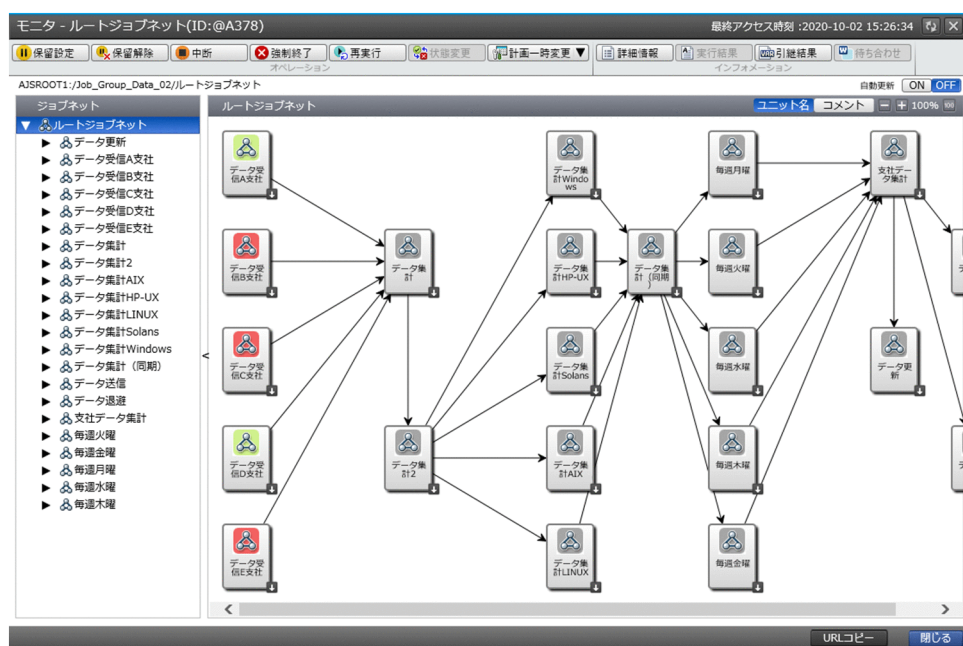 モニタ - ルートジョブネット(ID:@A378)
最終アクセス時刻 :2020-10-02 15:26:34
保留設定
保留解除
中断
強制終了
再実行
状態変更
計画一時変更 ▼
詳細情報
実行結果
引継結果
待ち合わせ
オペレーション
インフォメーション
AJSROOT1:/Job_Group_Data_02/ルートジョブネット
自動更新 ON OFF
ジョブネット
ルートジョブネット
ユニット名 コメント
100%
ルートジョブネット
データ更新
データ受信A支社
データ受信B支社
データ受信C支社
データ受信D支社
データ受信E支社
データ集計
データ集計2
データ集計AIX
データ集計HP-UX
データ集計LINUX
データ集計Solans
データ集計Windows
データ集計(同期)
データ送信
データ退避
支社データ集計
毎週火曜
毎週金曜
毎週月曜
毎週水曜
毎週木曜
データ受
信A支社
データ集
計Windo
ws
毎週月曜
支社デー
タ集計
データ受
信B支社
データ集
計
データ集
計HP-UX
データ集
計(同期
)
毎週火曜
データ受
信C支社
データ集
計Solans
毎週水曜
データ更
新
データ受
信D支社
データ集
計2
データ集
計AIX
毎週木曜
データ受
信E支社
データ集
計LINUX
毎週金曜
URLコピー
閉じる